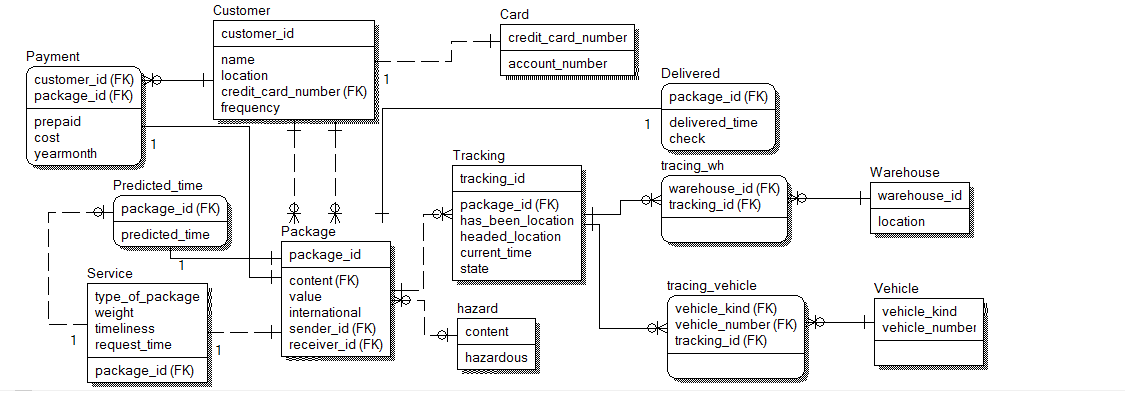 Customer
customer_id
name
location
credit_card_number (FK)
frequency
1
Card
credit_card_number
account_number
Payment
customer_id (FK)
package_id (FK)
prepaid
cost
yearmonth
1
Delivered
package_id (FK)
delivered_time
check
1
Tracking
tracking_id
package_id (FK)
has_been_location
headed_location
current_time
state
tracing_wh
warehouse_id (FK)
tracking_id (FK)
Warehouse
warehouse_id
location
Predicted_time
package_id (FK)
predicted_time
1
Package
package_id
content (FK)
value
international
sender_id (FK)
receiver_id (FK)
Service
type_of_package
weight
timeliness
request_time
package_id (FK)
1
1
hazard
content
hazardous
tracing_vehicle
vehicle_kind (FK)
vehicle_number (FK)
tracking_id (FK)
Vehicle
vehicle_kind
vehicle_number